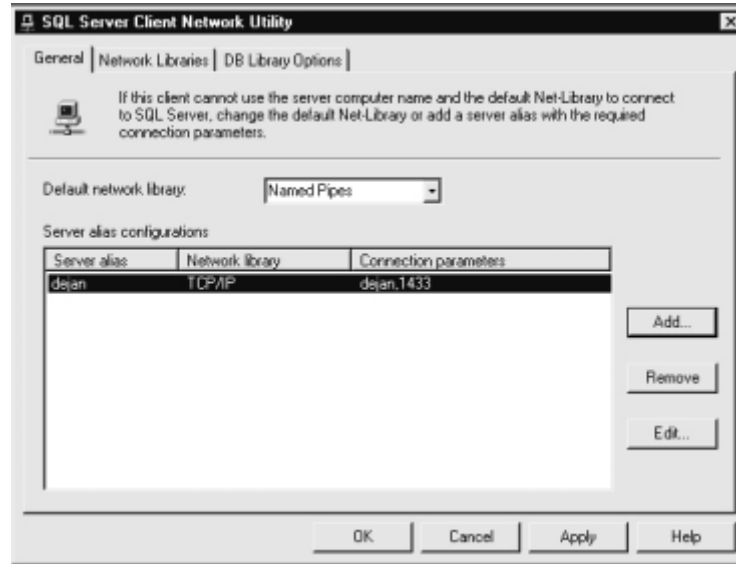 SQL Server Client Network Utility
General Network Libraries DB Library Options
If this client cannot use the server computer name and the default Net-Library to connect
to SQL Server, change the default Net-Library or add a server alias with the required
connection parameters.
Default network library: Named Pipes
Server alias configurations
Server alias Network library Connection parameters
dejan TCP/IP dejan,1433
Add...
Remove
Edit...
OK Cancel Apply Help